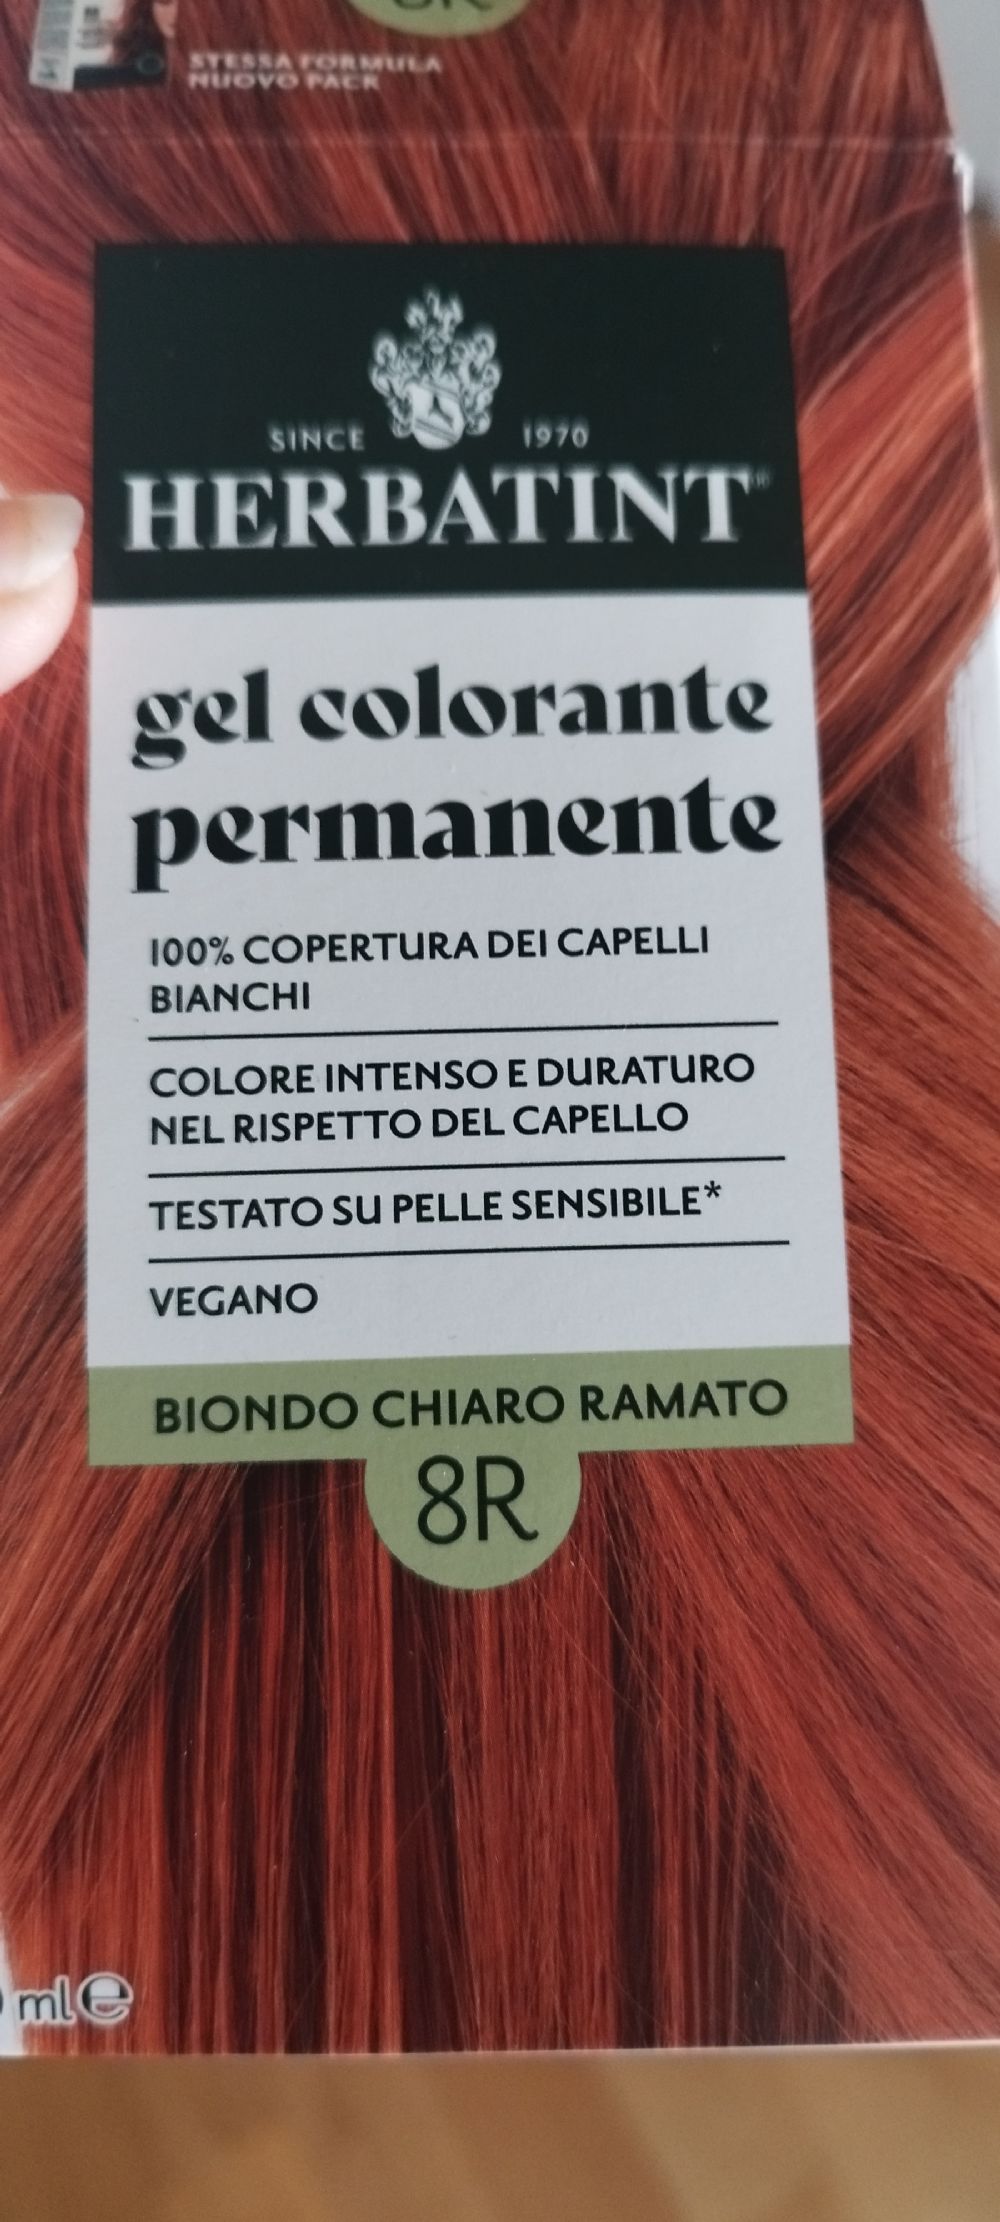 8R
STESSA FORMULA
NUOVO PACK
SINCE 1970
HERBATINT
gel colorante
permanente
100% COPERTURA DEI CAPELLI
BIANCHI
COLORE INTENSO E DURATURO
NEL RISPETTO DEL CAPELLO
TESTATO SU PELLE SENSIBILE*
VEGANO
BIONDO CHIARO RAMATO
8R
ml e